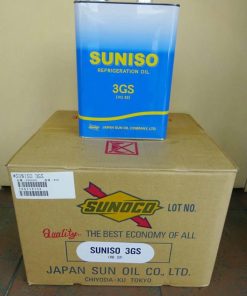 SUNISO
REFRIGERATION OIL
3GS
SUNOCO
JAPAN SUN OIL COMPANY, LTD.
#SUNISO 3GS
SUNOCO
LOT NO.
Quality
THE BEST ECONOMY OF ALL
SUNISO 3GS
JAPAN SUN OIL CO., LTD.
CHIYODA-KU TOKYO